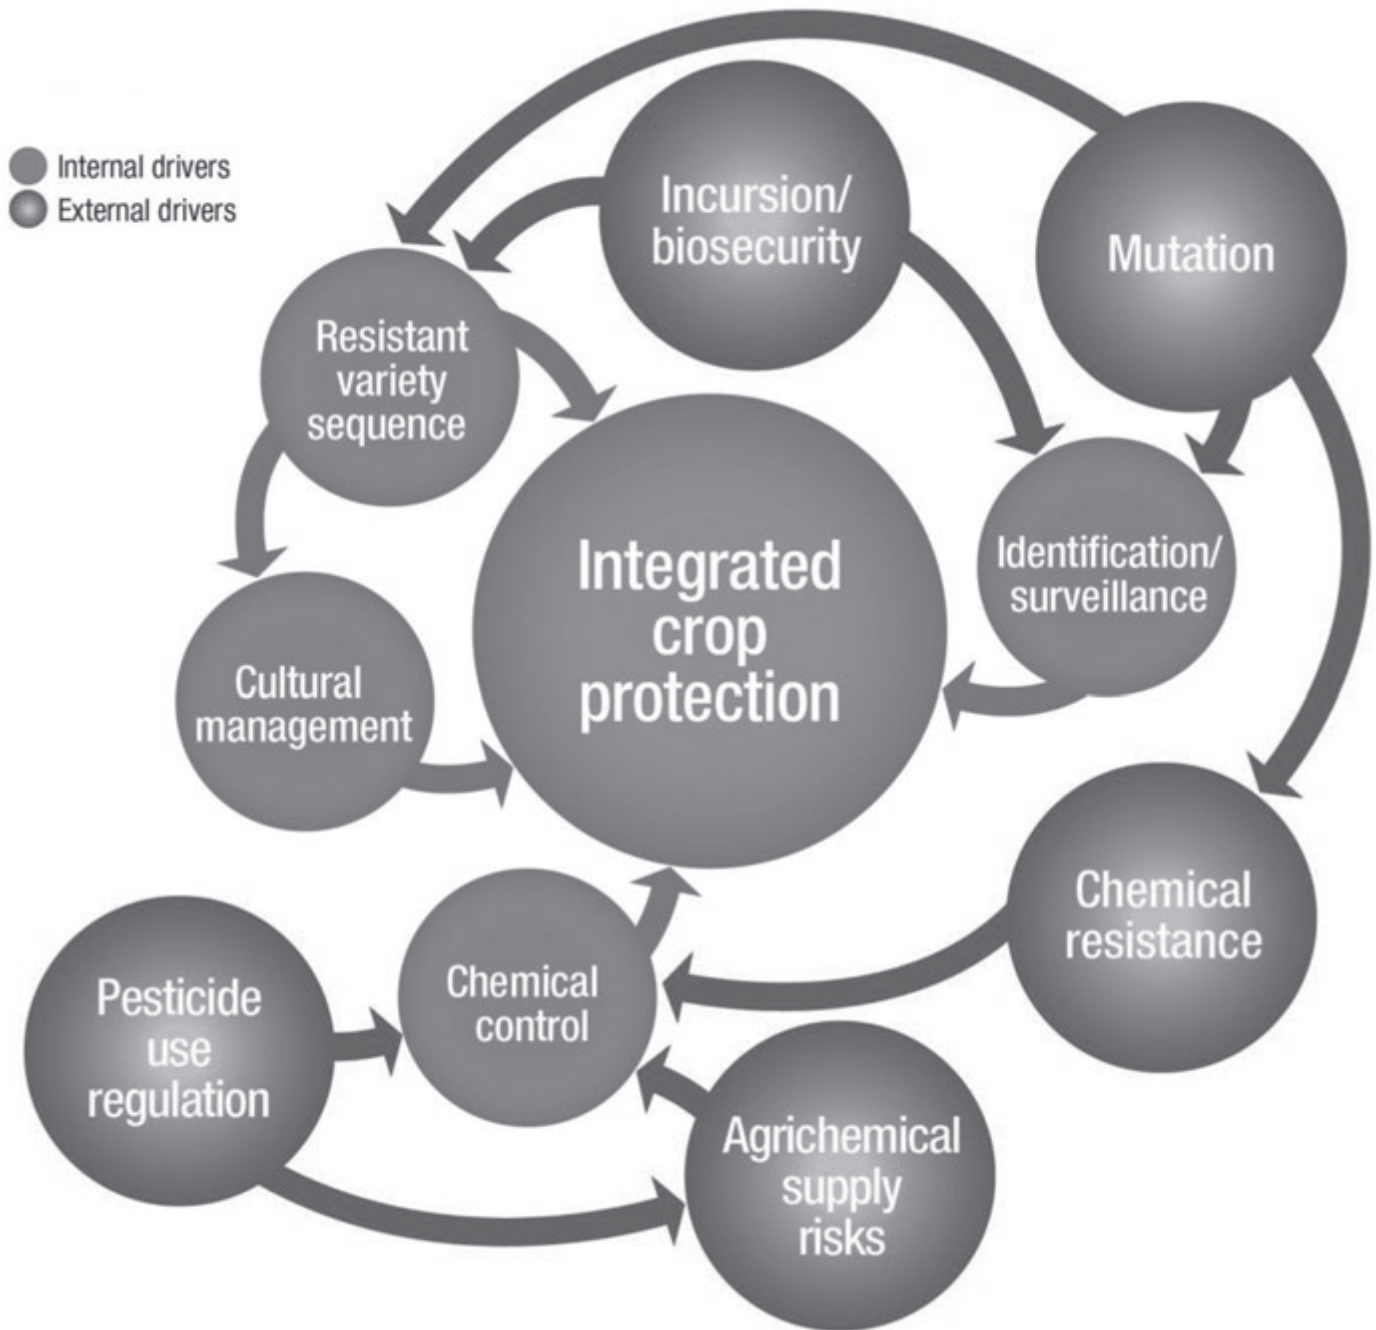 Internal drivers
External drivers
Incursion/
biosecurity
Mutation
Resistant
variety
sequence
Integrated
crop
protection
Identification/
surveillance
Cultural
management
Chemical
resistance
Chemical
control
Pesticide
use
regulation
Agrichemical
supply
risks